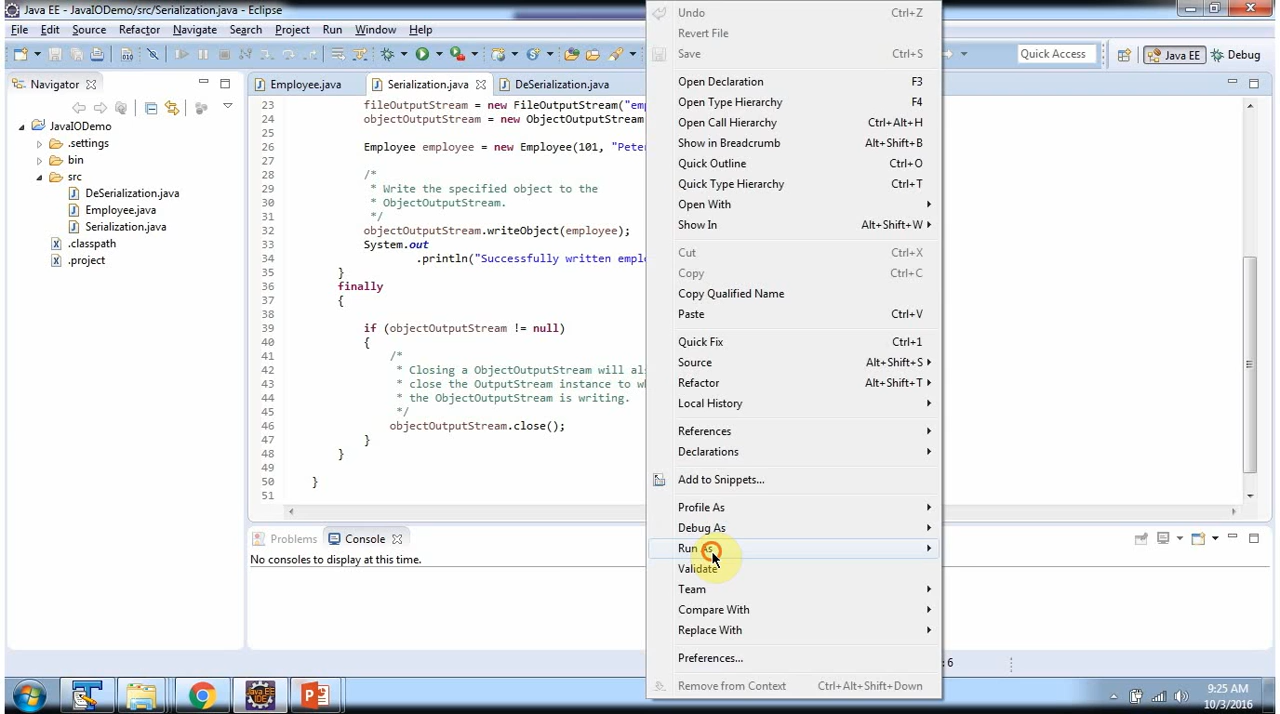 Java EE - JavaIODemo/src/Serialization.java - Eclipse
File Edit Source Refactor Navigate Search Project Run Window Help
Quick Access
Java EE
Debug
Navigator
JavaIODemo
.settings
bin
src
DeSerialization.java
Employee.java
Serialization.java
.classpath
.project
Employee.java
Serialization.java
DeSerialization.java
23 fileOutputStream = new FileOutputStream("em
24 objectOutputStream = new ObjectOutputStream
25
26 Employee employee = new Employee(101, "Pete
27
28 /*
29 * Write the specified object to the
30 * ObjectOutputStream.
31 */
32 objectOutputStream.writeObject(employee);
33 System.out
34 .println("Successfully written empl
35 }
36 finally
37 {
38
39 if (objectOutputStream != null)
40 {
41 /*
42 * Closing a ObjectOutputStream will al
43 * close the OutputStream instance to w
44 * the ObjectOutputStream is writing.
45 */
46 objectOutputStream.close();
47 }
48 }
49
50 }
51
Problems
Console
No consoles to display at this time.
Undo Ctrl+Z
Revert File
Save Ctrl+S
Open Declaration F3
Open Type Hierarchy F4
Open Call Hierarchy Ctrl+Alt+H
Show in Breadcrumb Alt+Shift+B
Quick Outline Ctrl+O
Quick Type Hierarchy Ctrl+T
Open With
Show In Alt+Shift+W
Cut Ctrl+X
Copy Ctrl+C
Copy Qualified Name
Paste Ctrl+V
Quick Fix Ctrl+1
Source Alt+Shift+S
Refactor Alt+Shift+T
Local History
References
Declarations
Add to Snippets...
Profile As
Debug As
Run As
Validate
Team
Compare With
Replace With
Preferences...
Remove from Context Ctrl+Alt+Shift+Down
: 6
Java EE
IDE
9:25 AM
10/3/2016